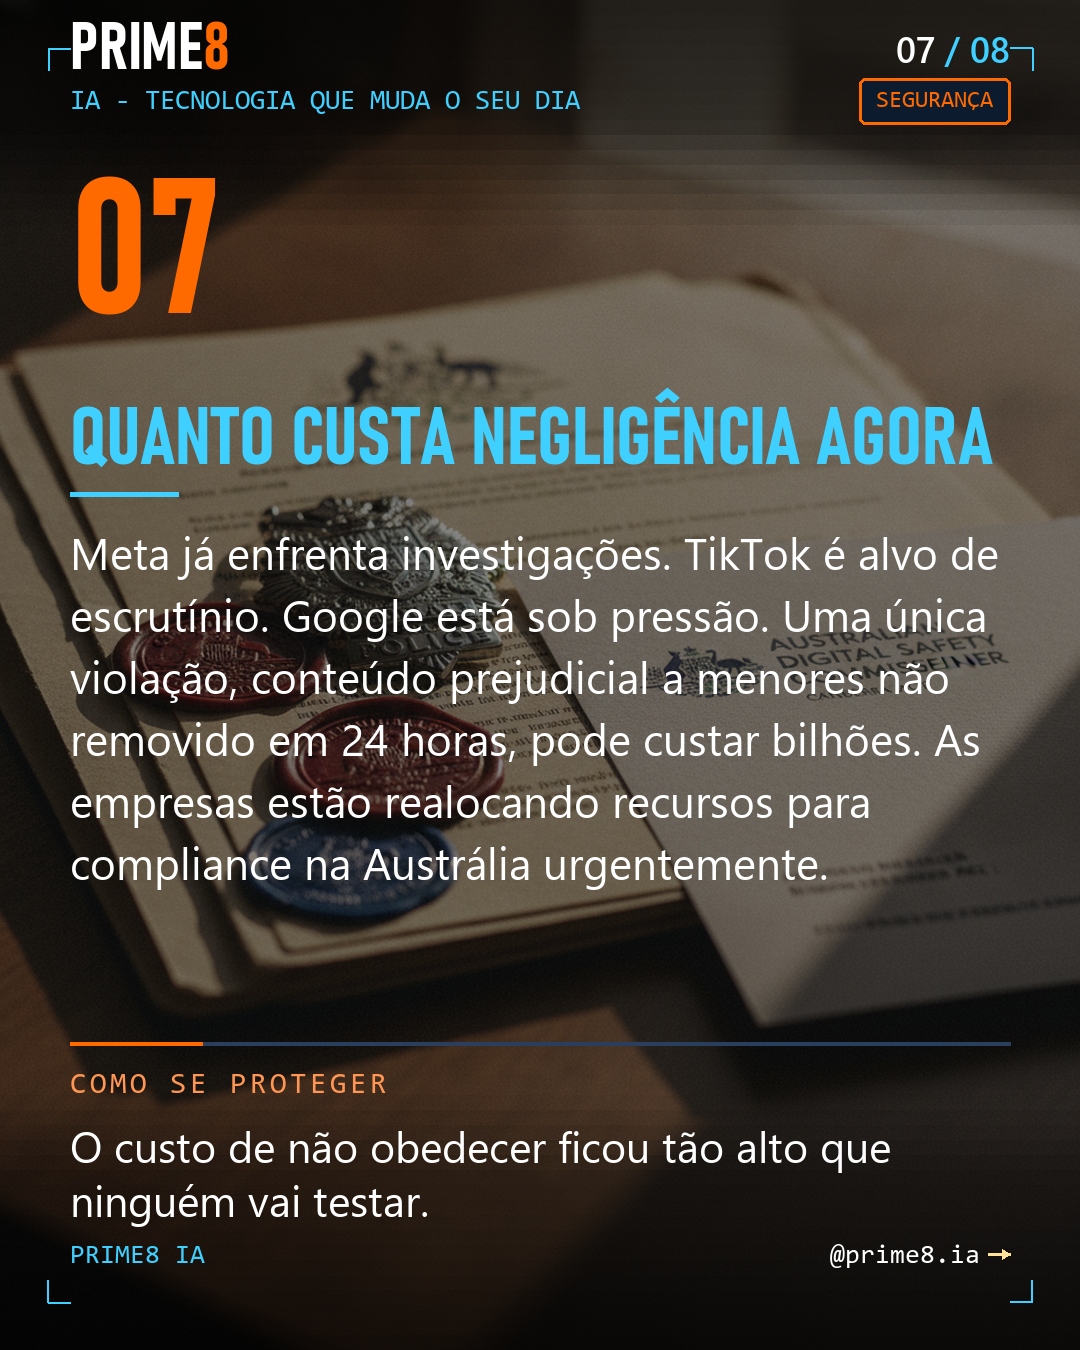 PRIME8
07 / 08
IA - TECNOLOGIA QUE MUDA O SEU DIA
SEGURANÇA
07
QUANTO CUSTA NEGLIGÊNCIA AGORA
Meta já enfrenta investigações. TikTok é alvo de
escrutínio. Google está sob pressão. Uma única
violação, conteúdo prejudicial a menores não
removido em 24 horas, pode custar bilhões. As
empresas estão realocando recursos para
compliance na Austrália urgentemente.
AUSTRALIAN
DIGITAL SAFETY
COMO SE PROTEGER
O custo de não obedecer ficou tão alto que
ninguém vai testar.
PRIME8 IA
@prime8.ia